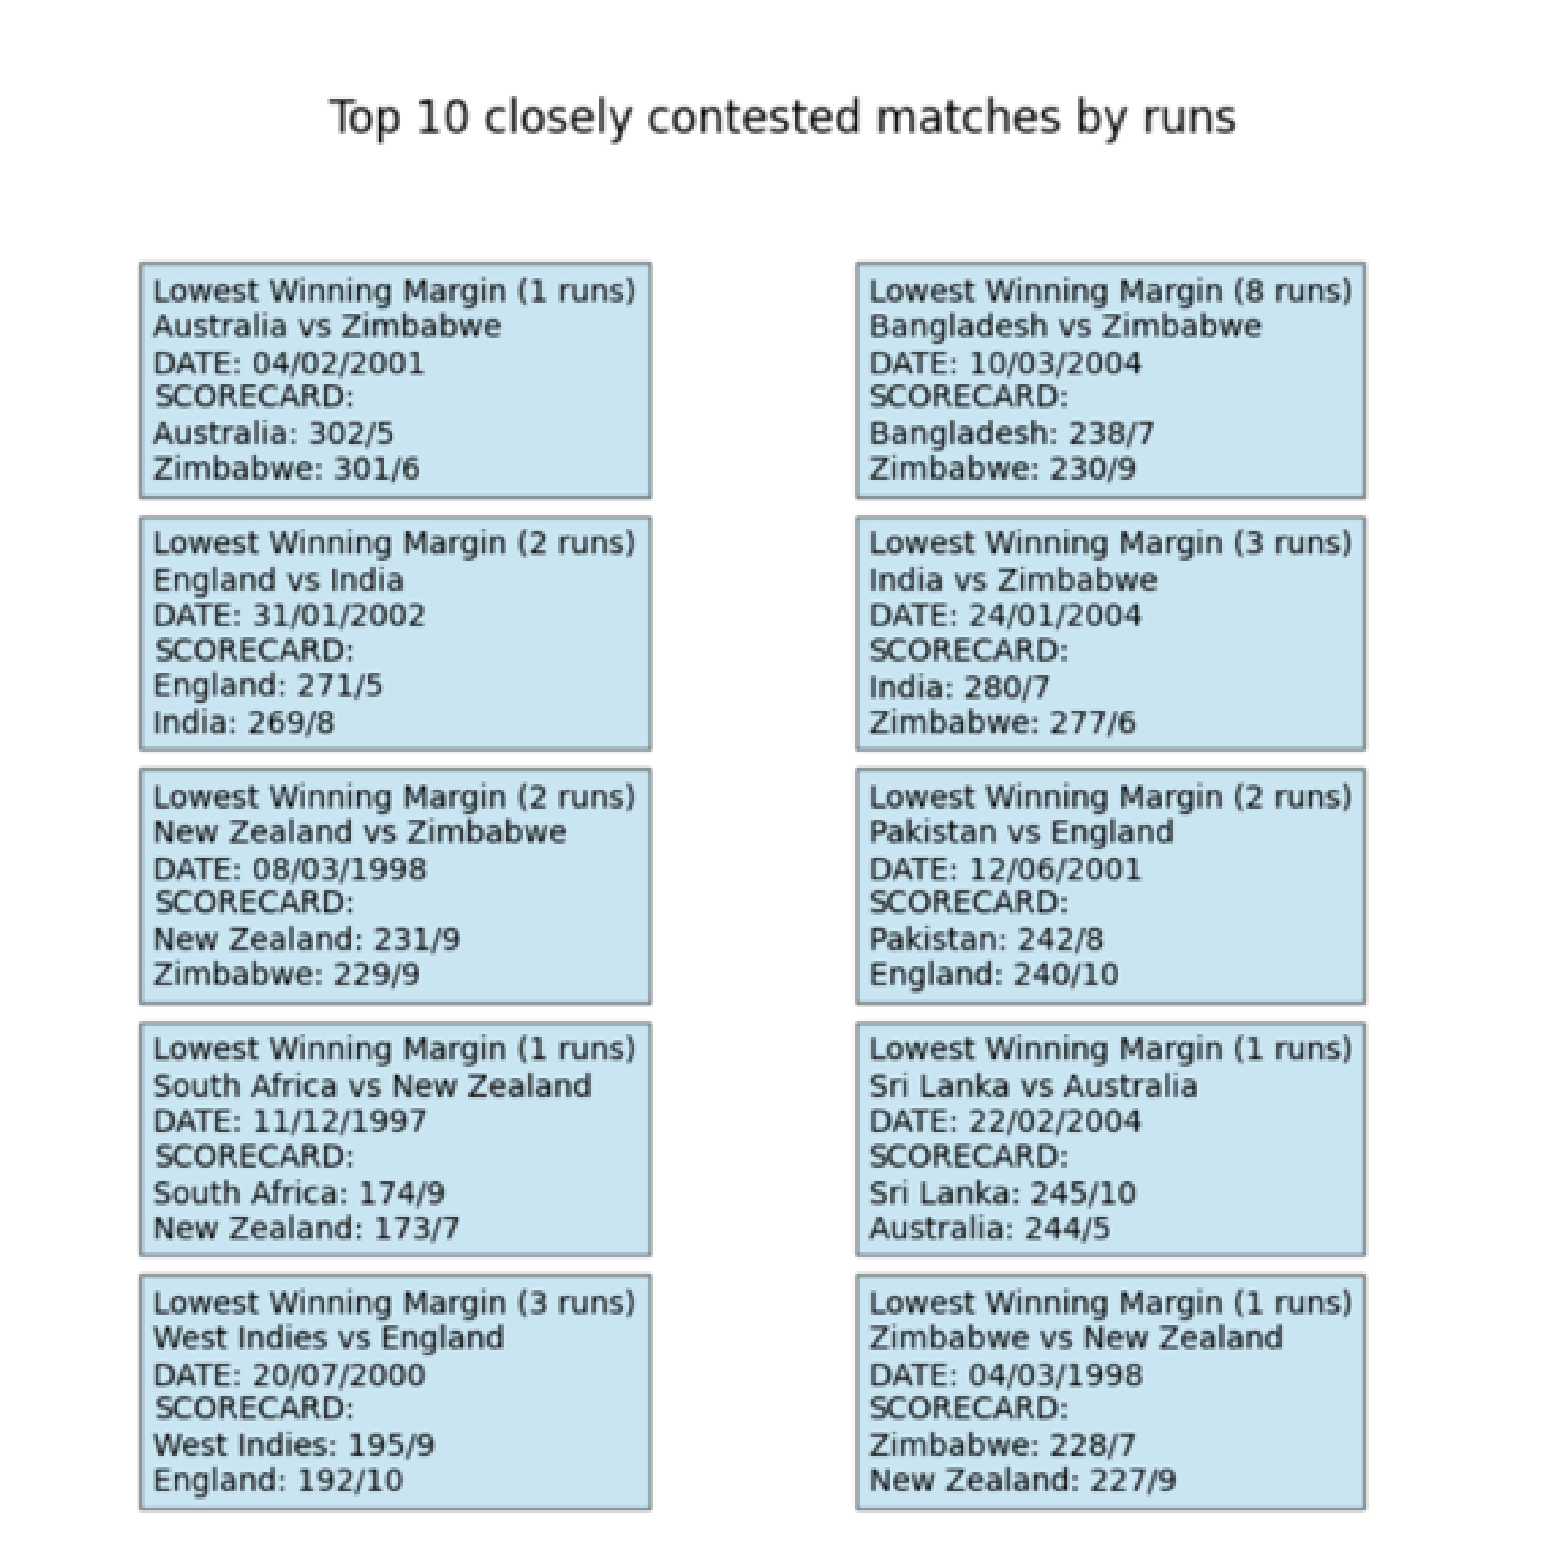 Top 10 closely contested matches by runs
Lowest Winning Margin (1 runs)
Australia vs Zimbabwe
DATE: 04/02/2001
SCORECARD:
Australia: 302/5
Zimbabwe: 301/6
Lowest Winning Margin (8 runs)
Bangladesh vs Zimbabwe
DATE: 10/03/2004
SCORECARD:
Bangladesh: 238/7
Zimbabwe: 230/9
Lowest Winning Margin (2 runs)
England vs India
DATE: 31/01/2002
SCORECARD:
England: 271/5
India: 269/8
Lowest Winning Margin (3 runs)
India vs Zimbabwe
DATE: 24/01/2004
SCORECARD:
India: 280/7
Zimbabwe: 277/6
Lowest Winning Margin (2 runs)
New Zealand vs Zimbabwe
DATE: 08/03/1998
SCORECARD:
New Zealand: 231/9
Zimbabwe: 229/9
Lowest Winning Margin (2 runs)
Pakistan vs England
DATE: 12/06/2001
SCORECARD:
Pakistan: 242/8
England: 240/10
Lowest Winning Margin (1 runs)
South Africa vs New Zealand
DATE: 11/12/1997
SCORECARD:
South Africa: 174/9
New Zealand: 173/7
Lowest Winning Margin (1 runs)
Sri Lanka vs Australia
DATE: 22/02/2004
SCORECARD:
Sri Lanka: 245/10
Australia: 244/5
Lowest Winning Margin (3 runs)
West Indies vs England
DATE: 20/07/2000
SCORECARD:
West Indies: 195/9
England: 192/10
Lowest Winning Margin (1 runs)
Zimbabwe vs New Zealand
DATE: 04/03/1998
SCORECARD:
Zimbabwe: 228/7
New Zealand: 227/9